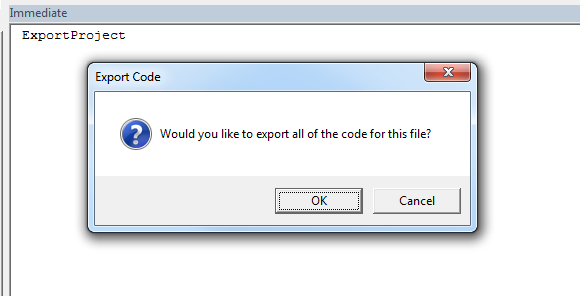 Immediate
ExportProject
Export Code
Would you like to export all of the code for this file?
OK
Cancel